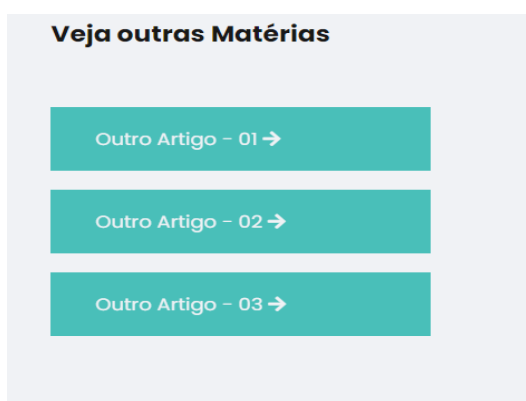 Veja outras Matérias
Outro Artigo - 01 →
Outro Artigo - 02 →
Outro Artigo - 03 →